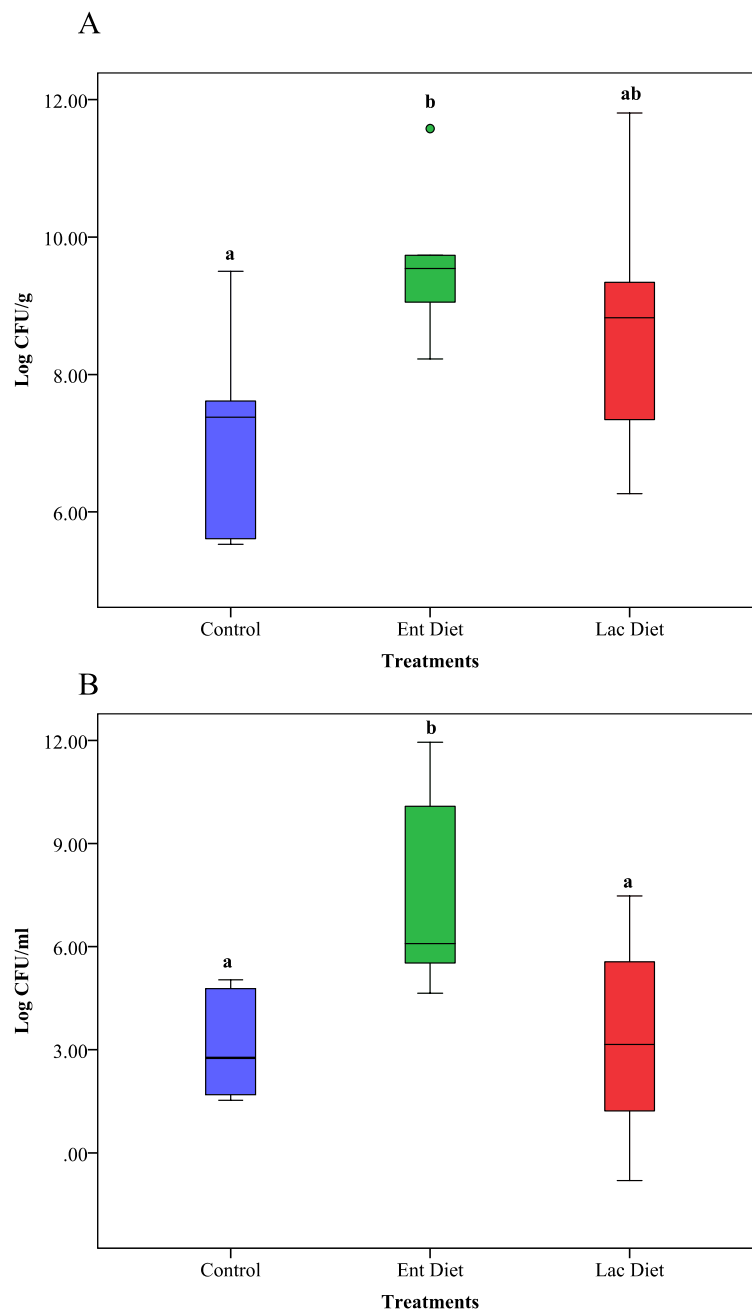 A
12.00
10.00
8.00
6.00
Log CFU/g
a
b
ab
Control Ent Diet Lac Diet
Treatments
B
12.00
9.00
6.00
3.00
.00
Log CFU/ml
a
b
a
Control Ent Diet Lac Diet
Treatments